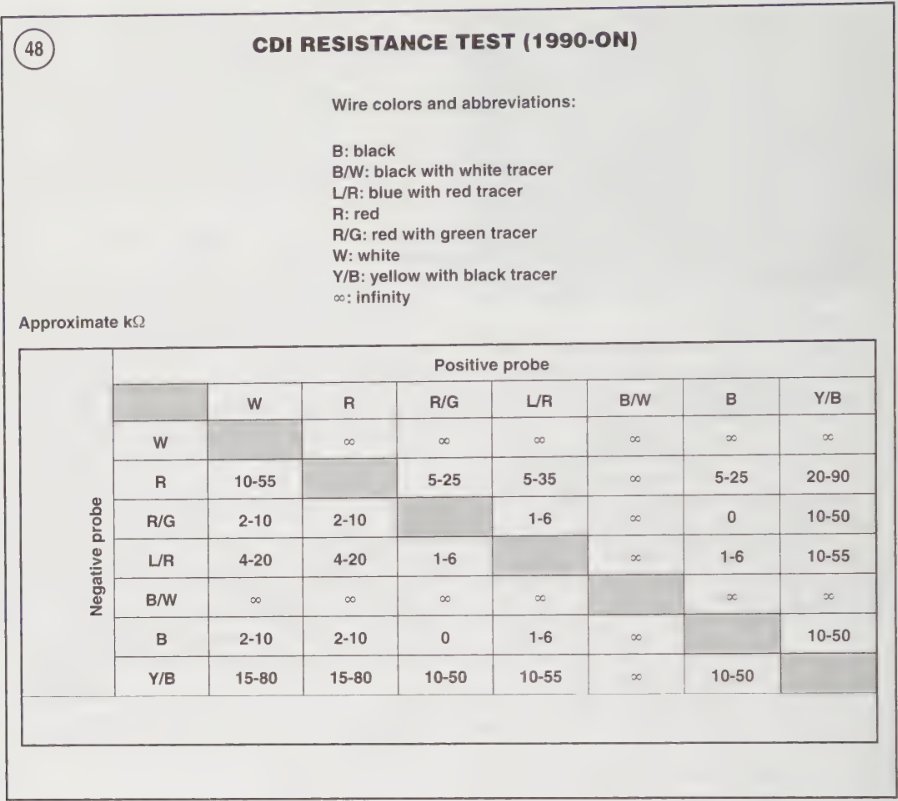 48
CDI RESISTANCE TEST (1990-ON)
Wire colors and abbreviations:
B: black
B/W: black with white tracer
L/R: blue with red tracer
R: red
R/G: red with green tracer
W: white
Y/B: yellow with black tracer
∞: infinity
Approximate kΩ
Positive probe
W R R/G L/R B/W B Y/B
Negative probe
W ∞ ∞ ∞ ∞ ∞ ∞
R 10-55 5-25 5-35 ∞ 5-25 20-90
R/G 2-10 2-10 1-6 ∞ 0 10-50
L/R 4-20 4-20 1-6 ∞ 1-6 10-55
B/W ∞ ∞ ∞ ∞ ∞ ∞
B 2-10 2-10 0 1-6 ∞ 10-50
Y/B 15-80 15-80 10-50 10-55 ∞ 10-50